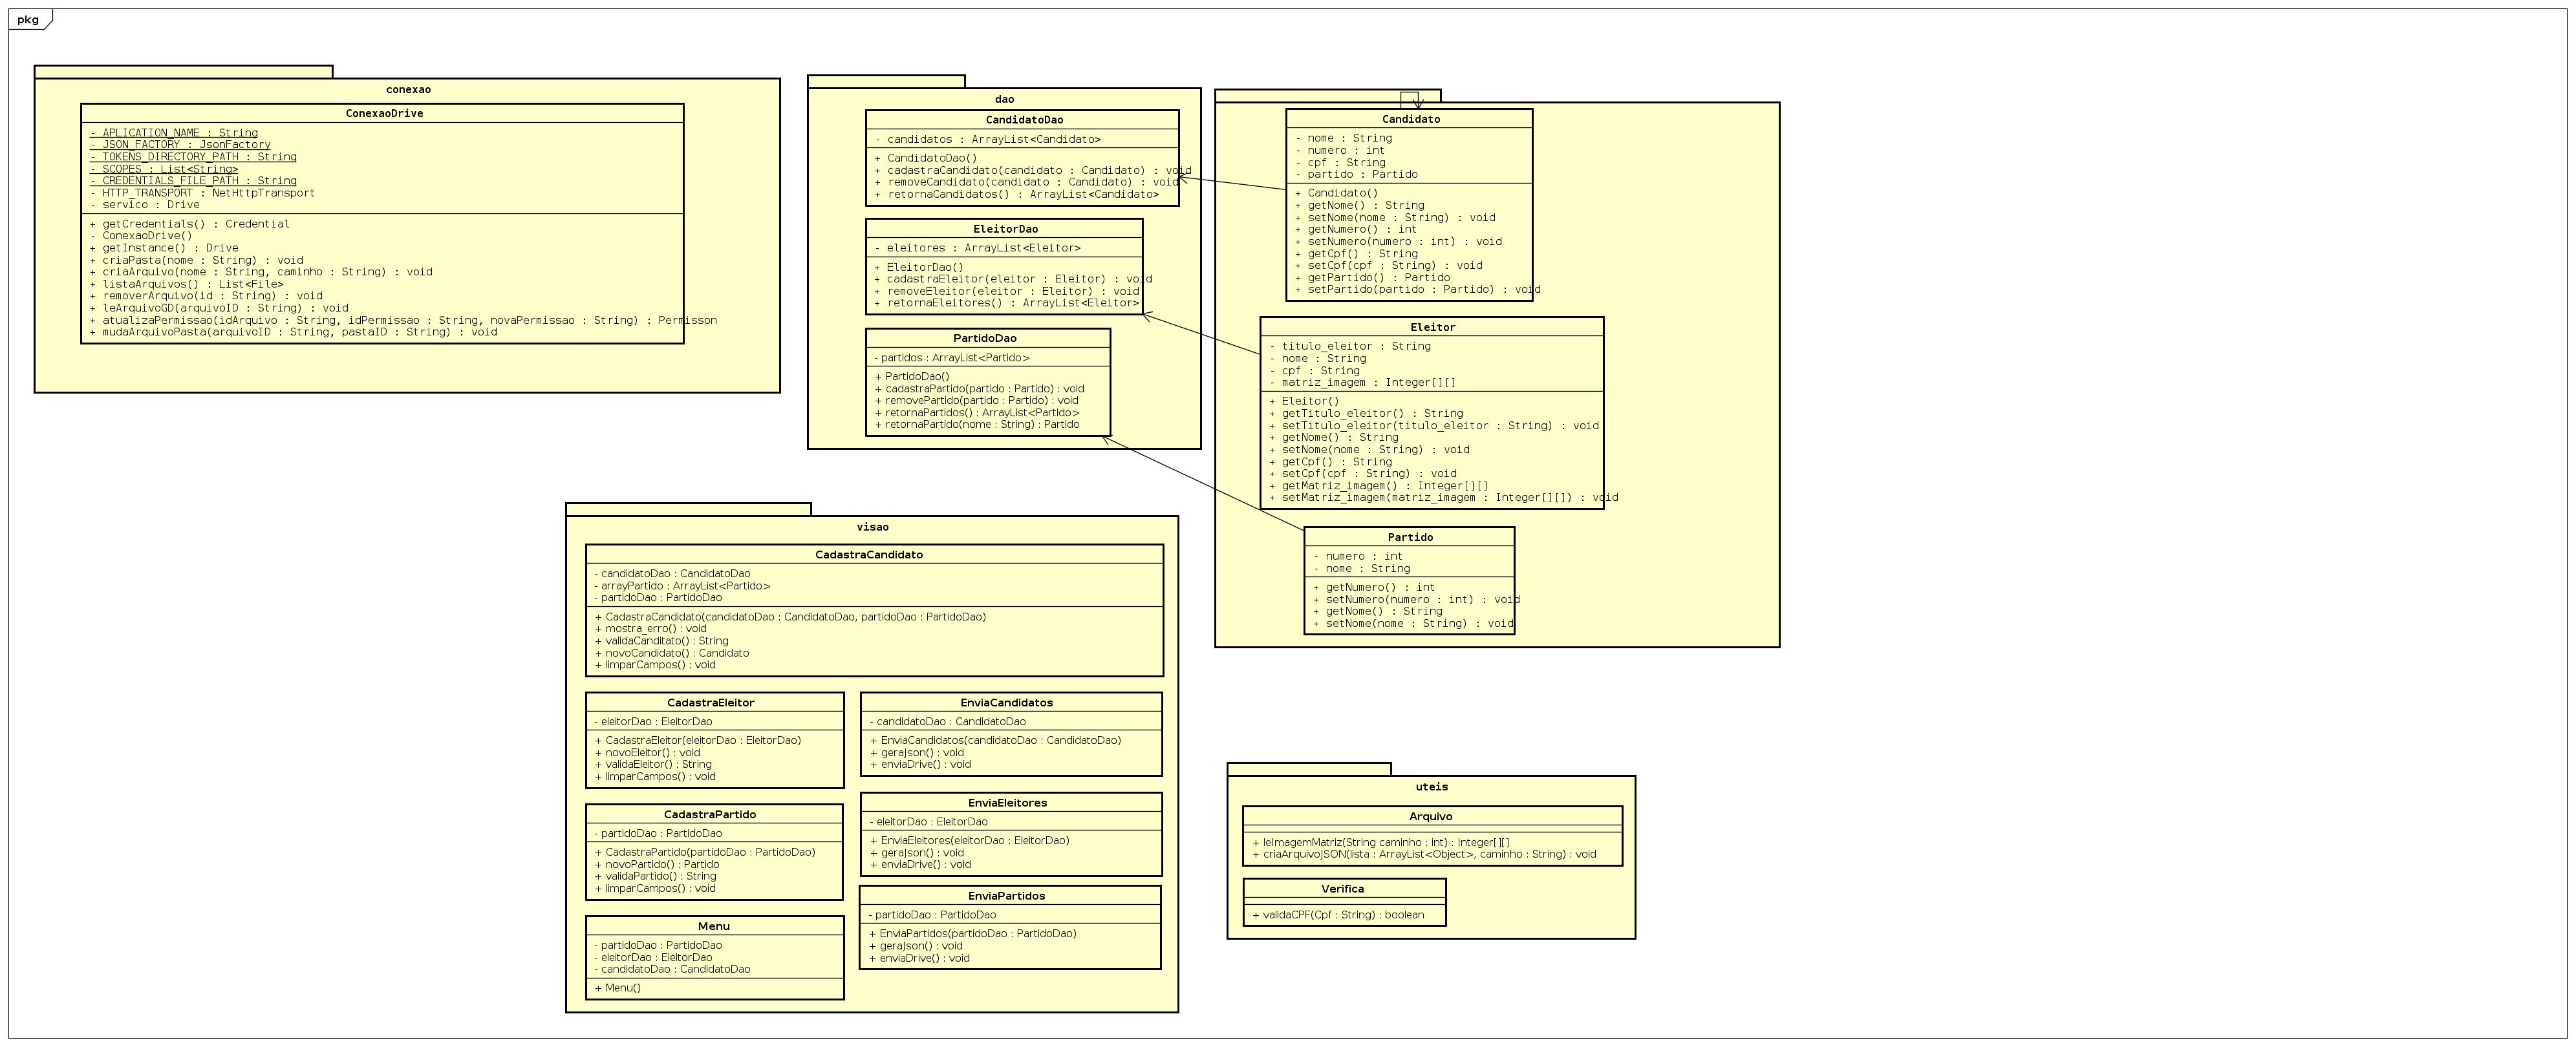 pkg
conexao
ConexaoDrive
- APLICATION_NAME : String
- JSON_FACTORY : JsonFactory
- TOKENS_DIRECTORY_PATH : String
- SCOPES : List<String>
- CREDENTIALS_FILE_PATH : String
- HTTP_TRANSPORT : NetHttpTransport
- servico : Drive
+ getCredentials() : Credential
- ConexaoDrive()
+ getInstance() : Drive
+ criaPasta(nome : String) : void
+ criaArquivo(nome : String, caminho : String) : void
+ listaArquivos() : List<File>
+ removerArquivo(id : String) : void
+ leArquivoGD(arquivoID : String) : void
+ atualizaPermissao(idArquivo : String, idPermissao : String, novaPermissao : String) : Permisson
+ mudaArquivoPasta(arquivoID : String, pastaID : String) : void
dao
CandidatoDao
- candidatos : ArrayList<Candidato>
+ CandidatoDao()
+ cadastraCandidato(candidato : Candidato) : void
+ removeCandidato(candidato : Candidato) : void
+ retornaCandidatos() : ArrayList<Candidato>
EleitorDao
- eleitores : ArrayList<Eleitor>
+ EleitorDao()
+ cadastraEleitor(eleitor : Eleitor) : void
+ removeEleitor(eleitor : Eleitor) : void
+ retornaEleitores() : ArrayList<Eleitor>
PartidoDao
- partidos : ArrayList<Partido>
+ PartidoDao()
+ cadastraPartido(partido : Partido) : void
+ removePartido(partido : Partido) : void
+ retornaPartidos() : ArrayList<Partido>
+ retornaPartido(nome : String) : Partido
Candidato
- nome : String
- numero : int
- cpf : String
- partido : Partido
+ Candidato()
+ getNome() : String
+ setNome(nome : String) : void
+ getNumero() : int
+ setNumero(numero : int) : void
+ getCpf() : String
+ setCpf(cpf : String) : void
+ getPartido() : Partido
+ setPartido(partido : Partido) : void
Eleitor
- titulo_eleitor : String
- nome : String
- cpf : String
- matriz_imagem : Integer[][]
+ Eleitor()
+ getTitulo_eleitor() : String
+ setTitulo_eleitor(titulo_eleitor : String) : void
+ getNome() : String
+ setNome(nome : String) : void
+ getCpf() : String
+ setCpf(cpf : String) : void
+ getMatriz_imagem() : Integer[][]
+ setMatriz_imagem(matriz_imagem : Integer[][]) : void
Partido
- numero : int
- nome : String
+ getNumero() : int
+ setNumero(numero : int) : void
+ getNome() : String
+ setNome(nome : String) : void
visao
CadastraCandidato
- candidatoDao : CandidatoDao
- arrayPartido : ArrayList<Partido>
- partidoDao : PartidoDao
+ CadastraCandidato(candidatoDao : CandidatoDao, partidoDao : PartidoDao)
+ mostra_erro() : void
+ validaCanditato() : String
+ novoCandidato() : Candidato
+ limparCampos() : void
CadastraEleitor
- eleitorDao : EleitorDao
+ CadastraEleitor(eleitorDao : EleitorDao)
+ novoEleitor() : void
+ validaEleitor() : String
+ limparCampos() : void
EnviaCandidatos
- candidatoDao : CandidatoDao
+ EnviaCandidatos(candidatoDao : CandidatoDao)
+ geraJson() : void
+ enviaDrive() : void
CadastraPartido
- partidoDao : PartidoDao
+ CadastraPartido(partidoDao : PartidoDao)
+ novoPartido() : Partido
+ validaPartido() : String
+ limparCampos() : void
EnviaEleitores
- eleitorDao : EleitorDao
+ EnviaEleitores(eleitorDao : EleitorDao)
+ geraJson() : void
+ enviaDrive() : void
Menu
- partidoDao : PartidoDao
- eleitorDao : EleitorDao
- candidatoDao : CandidatoDao
+ Menu()
EnviaPartidos
- partidoDao : PartidoDao
+ EnviaPartidos(partidoDao : PartidoDao)
+ geraJson() : void
+ enviaDrive() : void
uteis
Arquivo
+ leImagemMatriz(String caminho : int) : Integer[][]
+ criaArquivoJSON(lista : ArrayList<Object>, caminho : String) : void
Verifica
+ validaCPF(Cpf : String) : boolean